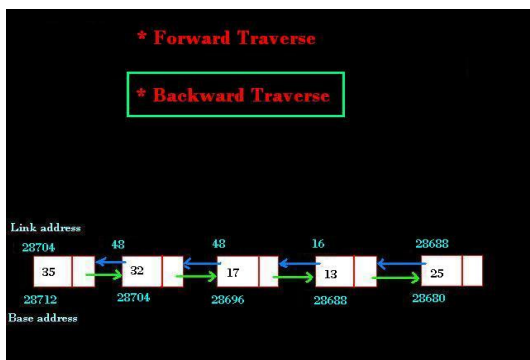 * Forward Traverse
* Backward Traverse
Link address
28704 48 48 16 28688
35 32 17 13 25
28712 28704 28696 28688 28680
Base address